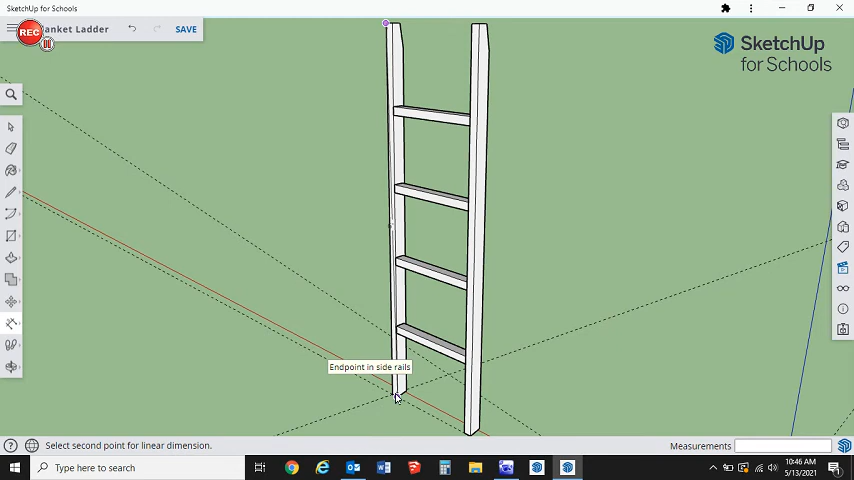 SketchUp for Schools
REC
anket Ladder
SAVE
SketchUp
for Schools
Endpoint in side rails
Select second point for linear dimension.
Measurements
Type here to search
10:46 AM
5/13/2021